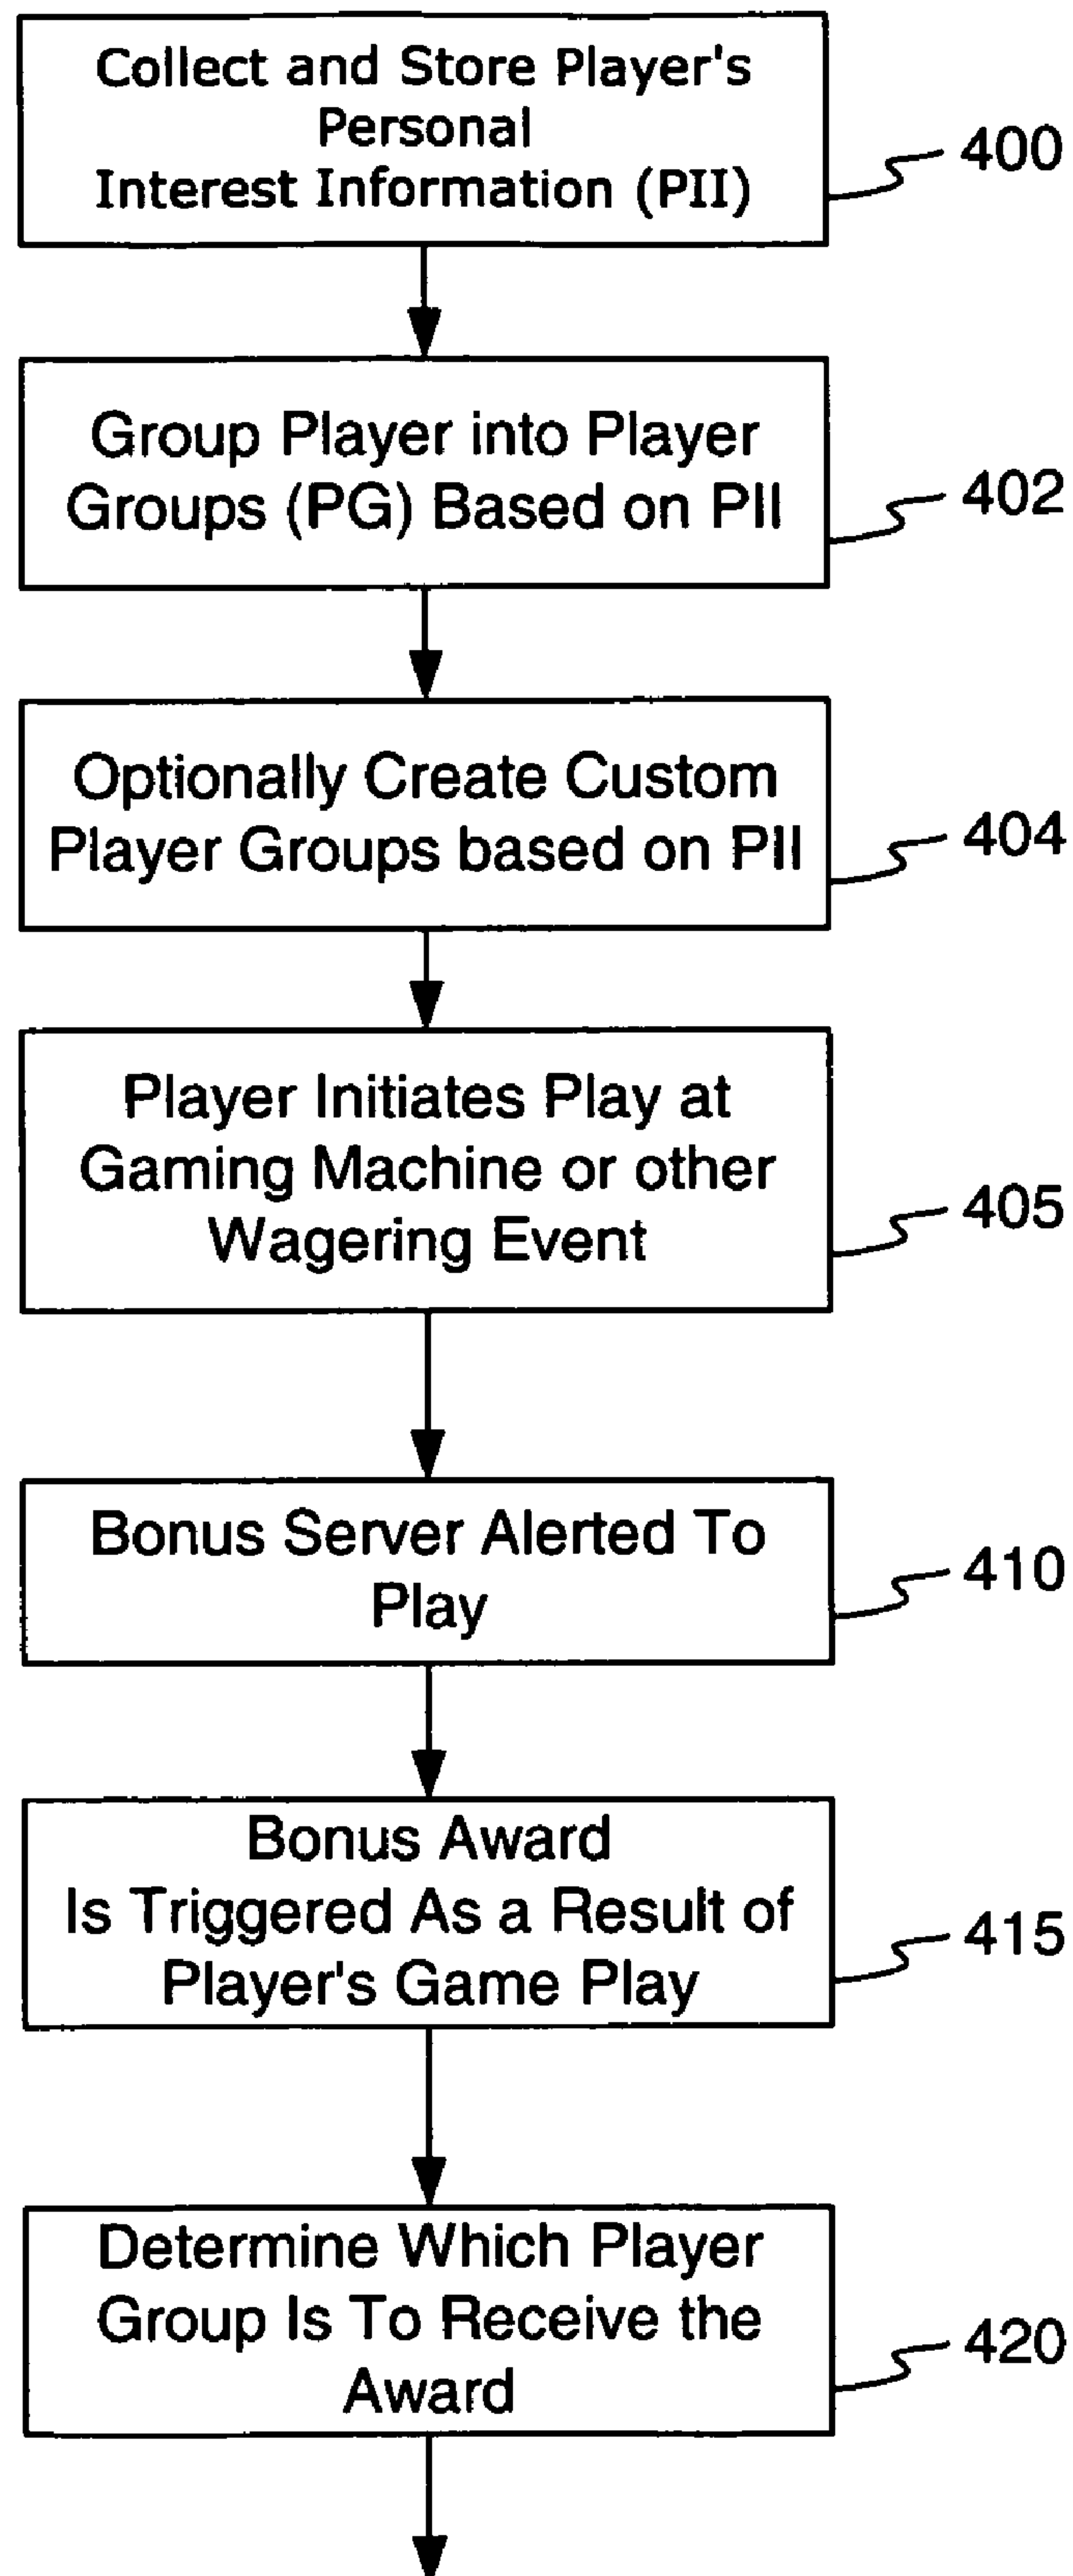 Collect and Store Player's
Personal
Interest Information (PII)
400
Group Player into Player
Groups (PG) Based on PII
402
Optionally Create Custom
Player Groups based on PII
404
Player Initiates Play at
Gaming Machine or other
Wagering Event
405
Bonus Server Alerted To
Play
410
Bonus Award
Is Triggered As a Result of
Player's Game Play
415
Determine Which Player
Group Is To Receive the
Award
420